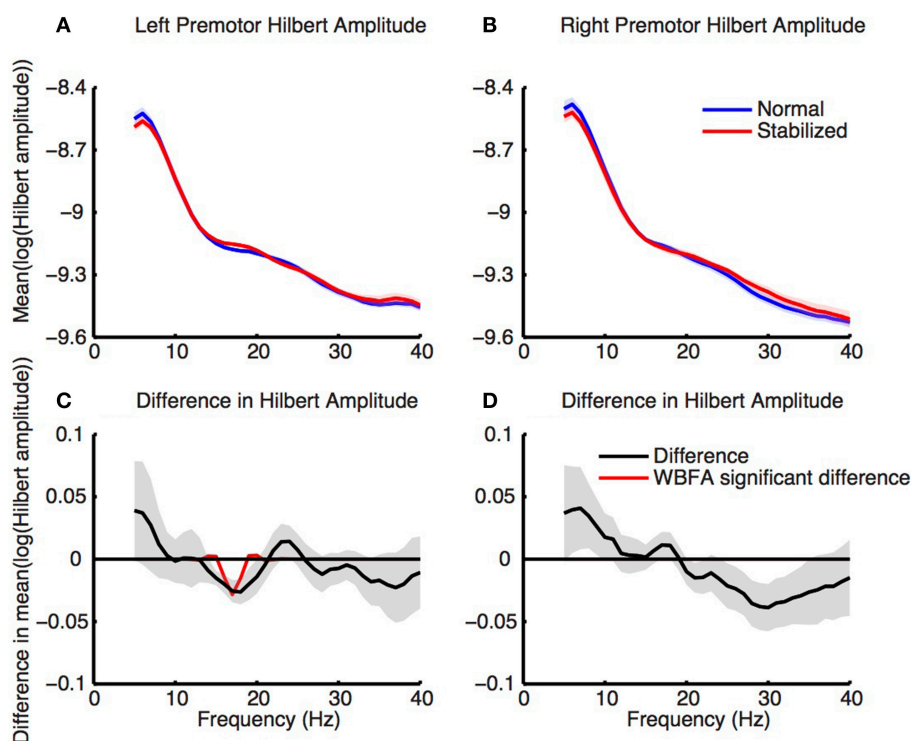 A Left Premotor Hilbert Amplitude
B Right Premotor Hilbert Amplitude
Mean(log(Hilbert amplitude))
−8.4
−8.7
−9
−9.3
−9.6
0 10 20 30 40
−8.4
−8.7
−9
−9.3
−9.6
0 10 20 30 40
Normal
Stabilized
C Difference in Hilbert Amplitude
D Difference in Hilbert Amplitude
Difference in mean(log(Hilbert amplitude))
0.1
0.05
0
−0.05
−0.1
0 10 20 30 40
Frequency (Hz)
0.1
0.05
0
−0.05
−0.1
0 10 20 30 40
Frequency (Hz)
Difference
WBFA significant difference